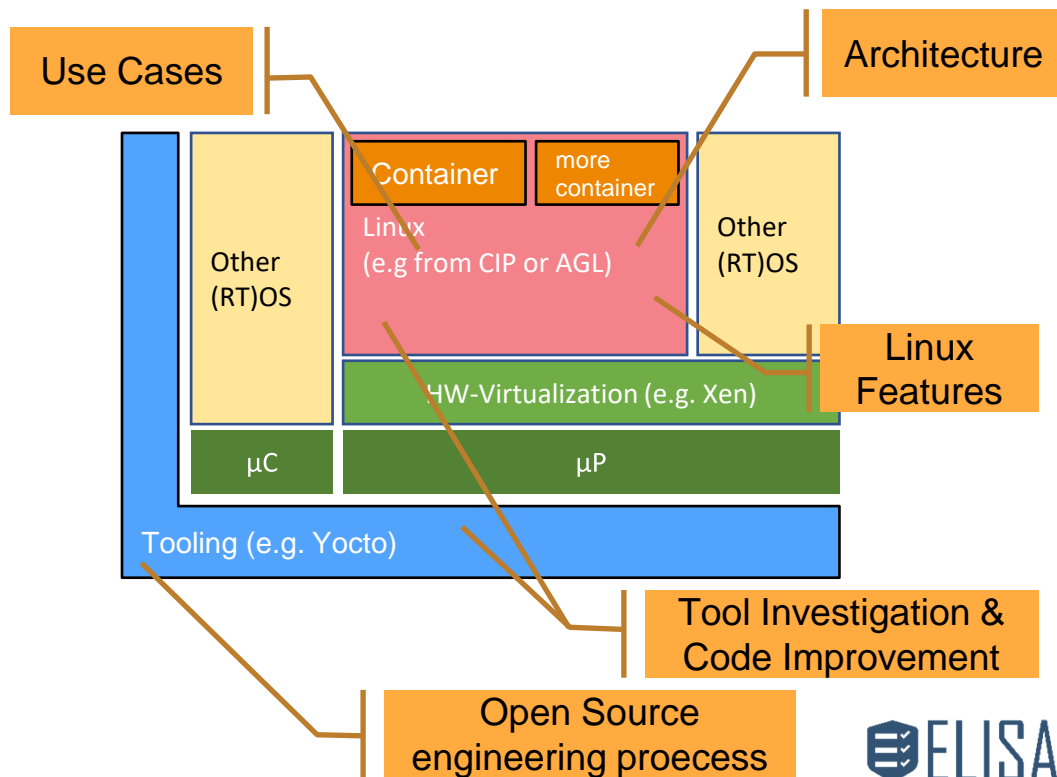 Use Cases
Architecture
Container
more
container
Linux
(e.g from CIP or AGL)
Other
(RT)OS
Other
(RT)OS
Linux
Features
HW-Virtualization (e.g. Xen)
µC
µP
Tooling (e.g. Yocto)
Tool Investigation &
Code Improvement
Open Source
engineering proecess
ELISA